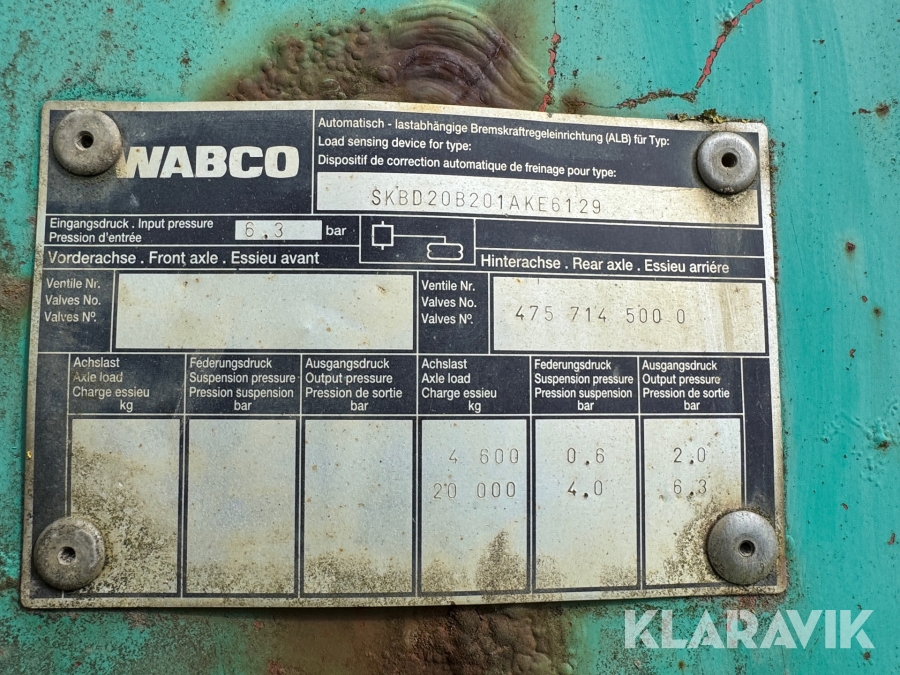 WABCO
Automatisch - lastabhängige Bremskraftregeleinrichtung (ALB) für Typ:
Load sensing device for type:
Dispositif de correction automatique de freinage pour type:
SKBD20B201AKE6129
Eingangsdruck . Input pressure
Pression d'entrée
6.3 bar
Vorderachse . Front axle . Essieu avant
Hinterachse . Rear axle . Essieu arriére
Ventile Nr.
Valves No.
Valves Nº.
Ventile Nr.
Valves No.
Valves Nº.
475 714 500 0
Achslast
Axle load
Charge essieu
kg
Federungsdruck
Suspension pressure
Pression suspension
bar
Ausgangsdruck
Output pressure
Pression de sortie
bar
Achslast
Axle load
Charge essieu
kg
Federungsdruck
Suspension pressure
Pression suspension
bar
Ausgangsdruck
Output pressure
Pression de sortie
bar
4 600 0.6 2.0
20 000 4.0 6.3
KLARAVIK